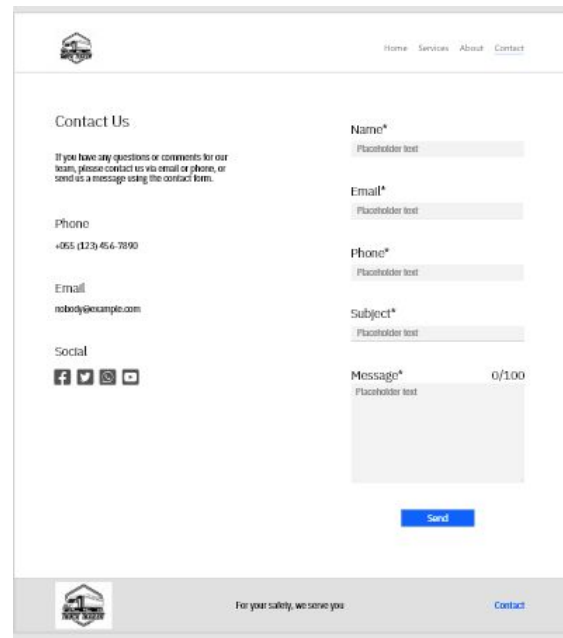 Home Services About Contact
Contact Us
If you have any questions or comments for our
team, please contact us via email or phone, or
send us a message using the contact form.
Phone
+055 (123) 456-7890
Email
nobody@example.com
Social
Name*
Placeholder text
Email*
Placeholder text
Phone*
Placeholder text
Subject*
Placeholder text
Message* 0/100
Placeholder text
Send
TRUCK TRAILER
For your safety, we serve you
Contact